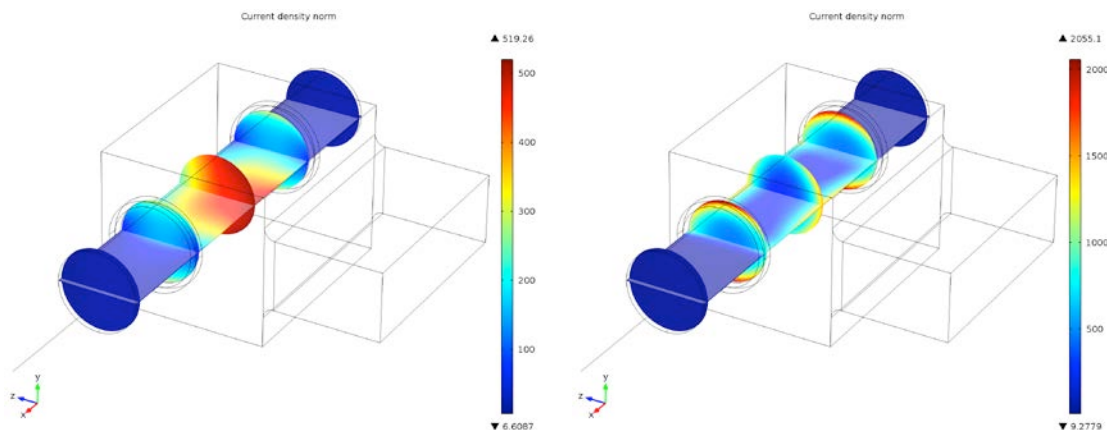 Current density norm
▲ 519.26
500
400
300
200
100
▼ 6.6087
y
z
x
Current density norm
▲ 2055.1
2000
1500
1000
500
▼ 9.2779
y
z
x